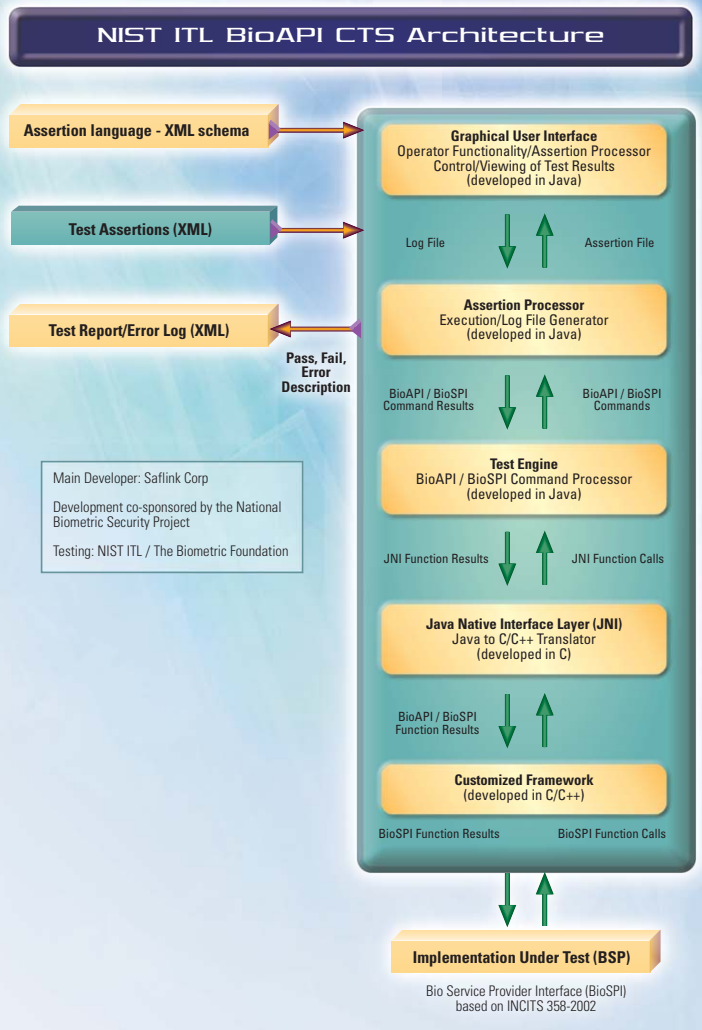 NIST ITL BioAPI CTS Architecture
Assertion language - XML schema
Graphical User Interface
Operator Functionality/Assertion Processor
Control/Viewing of Test Results
(developed in Java)
Test Assertions (XML)
Log File
Assertion File
Assertion Processor
Execution/Log File Generator
(developed in Java)
Test Report/Error Log (XML)
Pass, Fail,
Error
Description
BioAPI / BioSPI
Command Results
BioAPI / BioSPI
Commands
Test Engine
BioAPI / BioSPI Command Processor
(developed in Java)
Main Developer: Saflink Corp
Development co-sponsored by the National
Biometric Security Project
Testing: NIST ITL / The Biometric Foundation
JNI Function Results
JNI Function Calls
Java Native Interface Layer (JNI)
Java to C/C++ Translator
(developed in C)
BioAPI / BioSPI
Function Results
Customized Framework
(developed in C/C++)
BioSPI Function Results
BioSPI Function Calls
Implementation Under Test (BSP)
Bio Service Provider Interface (BioSPI)
based on INCITS 358-2002